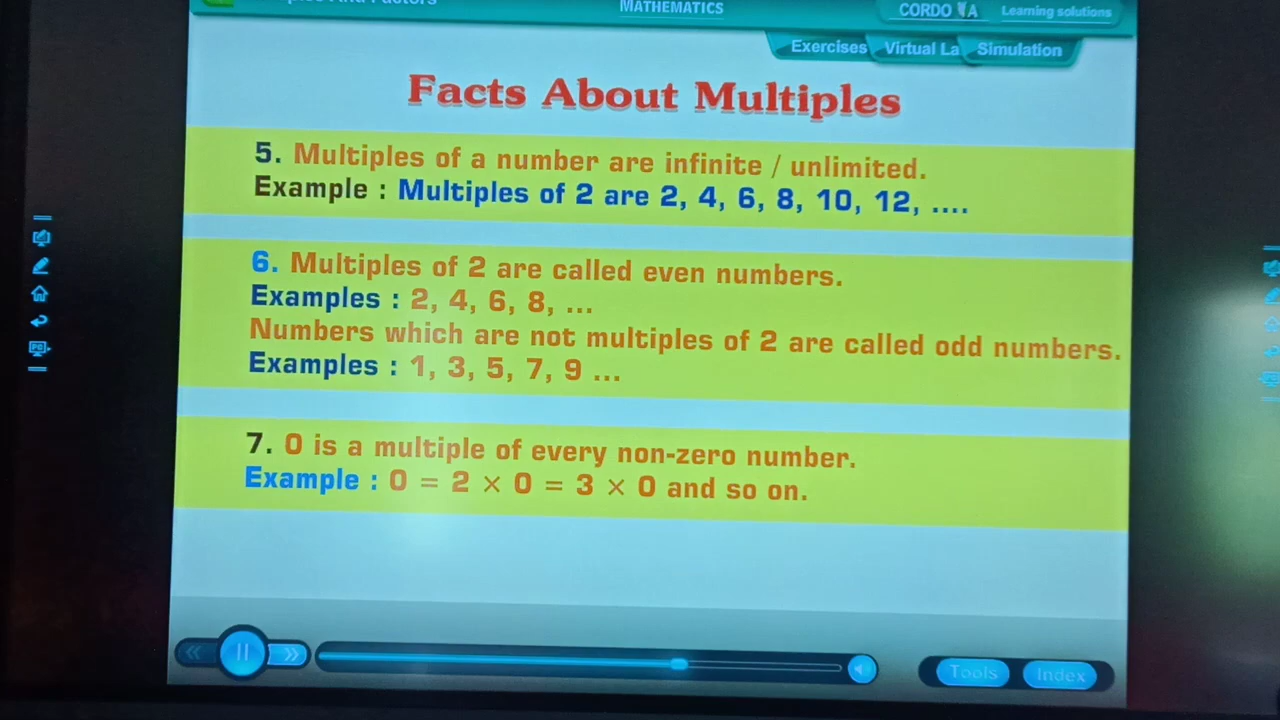 And Factors
MATHEMATICS
CORDO A
Learning solutions
Exercises
Virtual La
Simulation
Facts About Multiples
5. Multiples of a number are infinite / unlimited.
Example : Multiples of 2 are 2, 4, 6, 8, 10, 12, ....
6. Multiples of 2 are called even numbers.
Examples : 2, 4, 6, 8, ...
Numbers which are not multiples of 2 are called odd numbers.
Examples : 1, 3, 5, 7, 9 ...
7. 0 is a multiple of every non-zero number.
Example : 0 = 2 × 0 = 3 × 0 and so on.
Tools
Index